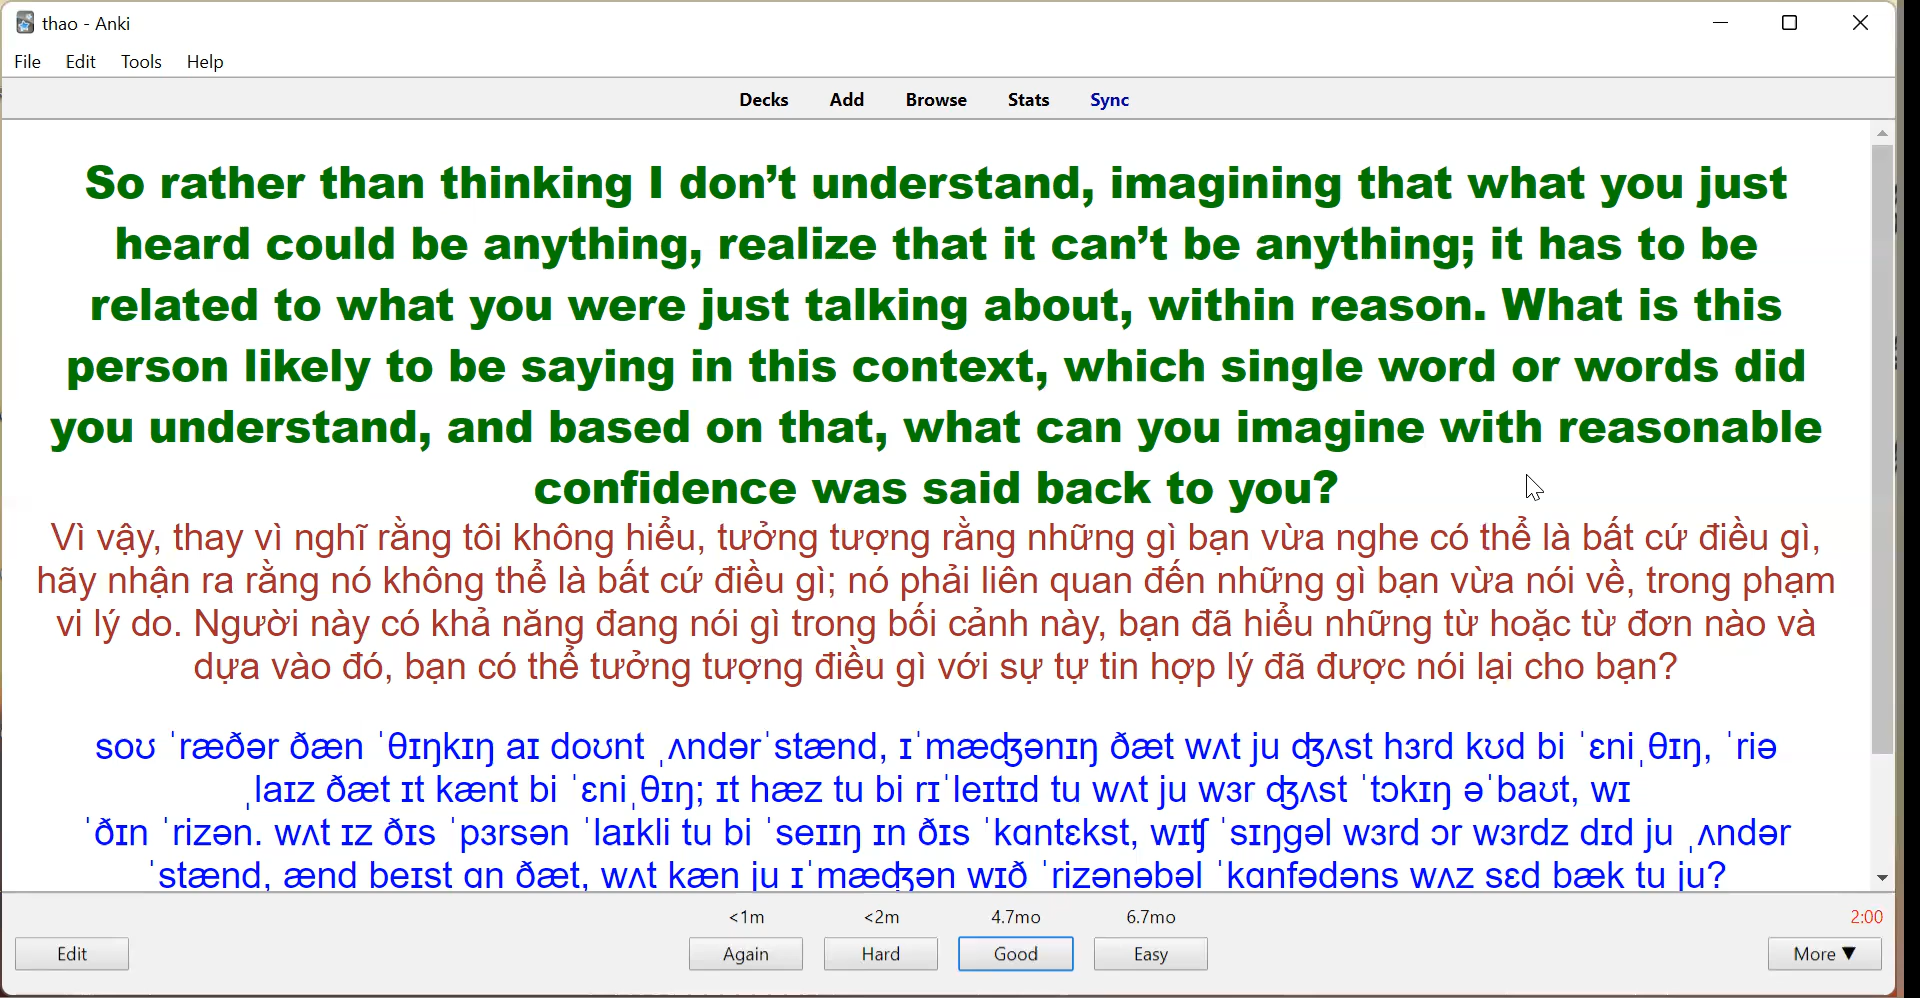 thao - Anki
File Edit Tools Help
Decks Add Browse Stats Sync
So rather than thinking I don’t understand, imagining that what you just
heard could be anything, realize that it can’t be anything; it has to be
related to what you were just talking about, within reason. What is this
person likely to be saying in this context, which single word or words did
you understand, and based on that, what can you imagine with reasonable
confidence was said back to you?
Vì vậy, thay vì nghĩ rằng tôi không hiểu, tưởng tượng rằng những gì bạn vừa nghe có thể là bất cứ điều gì,
hãy nhận ra rằng nó không thể là bất cứ điều gì; nó phải liên quan đến những gì bạn vừa nói về, trong phạm
vi lý do. Người này có khả năng đang nói gì trong bối cảnh này, bạn đã hiểu những từ hoặc từ đơn nào và
dựa vào đó, bạn có thể tưởng tượng điều gì với sự tự tin hợp lý đã được nói lại cho bạn?
soʊ ˈræðər ðæn ˈθɪŋkɪŋ aɪ doʊnt ˌʌndərˈstænd, ɪˈmæʤənɪŋ ðæt wʌt ju ʤʌst hɜrd kʊd bi ˈɛniˌθɪŋ, ˈriə
ˌlaɪz ðæt ɪt kænt bi ˈɛniˌθɪŋ; ɪt hæz tu bi rɪˈleɪtɪd tu wʌt ju wɜr ʤʌst ˈtɔkɪŋ əˈbaʊt, wɪ
ˈðɪn ˈrizən. wʌt ɪz ðɪs ˈpɜrsən ˈlaɪkli tu bi ˈseɪɪŋ ɪn ðɪs ˈkɑntɛkst, wɪʧ ˈsɪŋgəl wɜrd ɔr wɜrdz dɪd ju ˌʌndər
ˈstænd, ænd beɪst ɑn ðæt, wʌt kæn ju ɪˈmæʤən wɪð ˈrizənəbəl ˈkɑnfədəns wʌz sɛd bæk tu ju?
<1m <2m 4.7mo 6.7mo 2:00
Edit Again Hard Good Easy More ▼